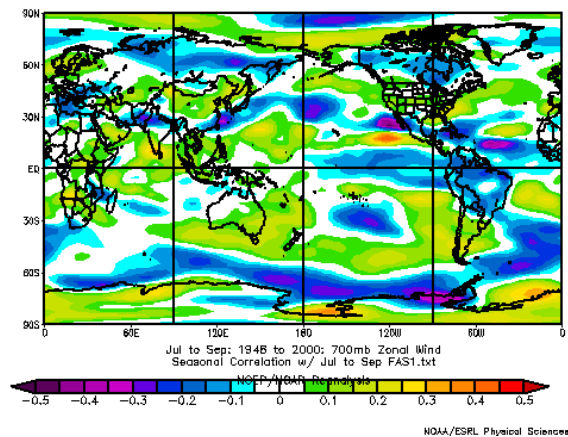 90N
60N
30N
EQ
30S
60S
90S
0 60E 120E 180 120W 60W 0
Jul to Sep: 1948 to 2000: 700mb Zonal Wind
Seasonal Correlation w/ Jul to Sep FAS1.txt
NCEP/NCAR Reanalysis
-0.5 -0.4 -0.3 -0.2 -0.1 0 0.1 0.2 0.3 0.4 0.5
NOAA/ESRL Physical Sciences